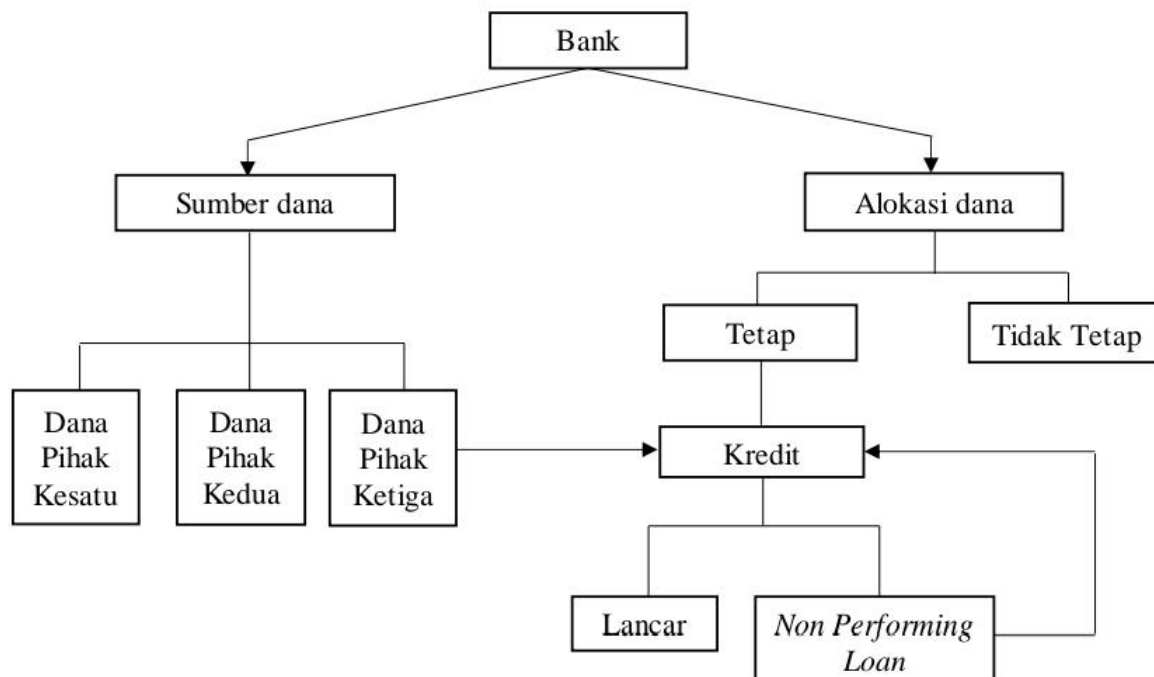 Bank
Sumber dana
Alokasi dana
Tetap
Tidak Tetap
Dana
Pihak
Kesatu
Dana
Pihak
Kedua
Dana
Pihak
Ketiga
Kredit
Lancar
Non Performing
Loan